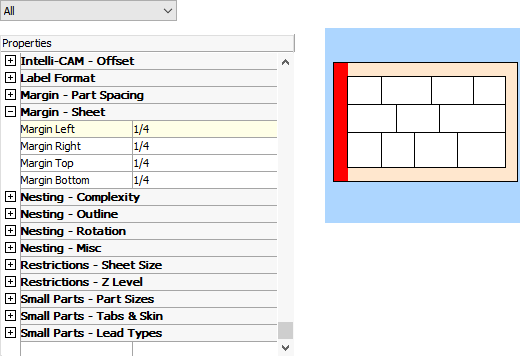 All
Properties
Intelli-CAM - Offset
Label Format
Margin - Part Spacing
Margin - Sheet
Margin Left 1/4
Margin Right 1/4
Margin Top 1/4
Margin Bottom 1/4
Nesting - Complexity
Nesting - Outline
Nesting - Rotation
Nesting - Misc
Restrictions - Sheet Size
Restrictions - Z Level
Small Parts - Part Sizes
Small Parts - Tabs & Skin
Small Parts - Lead Types